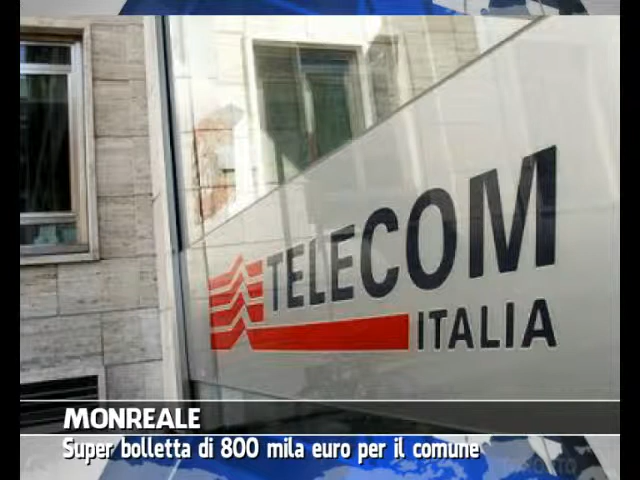 TELECOM
ITALIA
MONREALE
Super bolletta di 800 mila euro per il comune